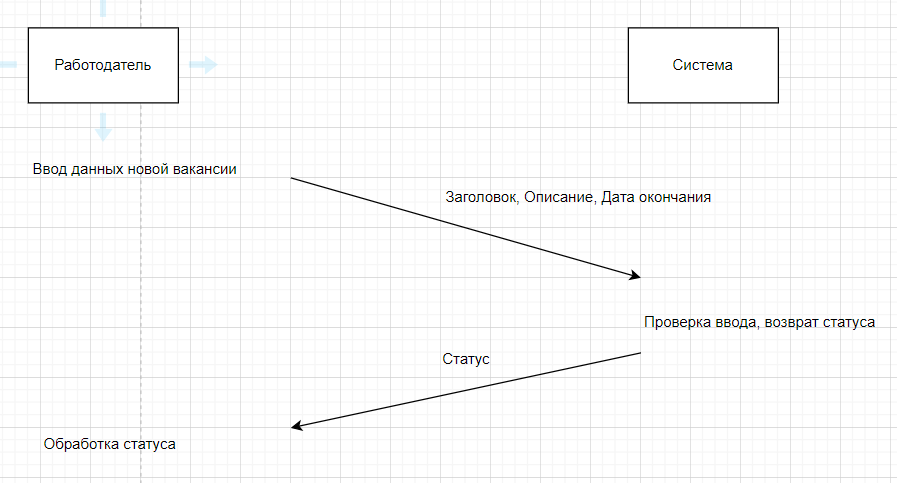 Работодатель
Система
Ввод данных новой вакансии
Заголовок, Описание, Дата окончания
Проверка ввода, возврат статуса
Статус
Обработка статуса